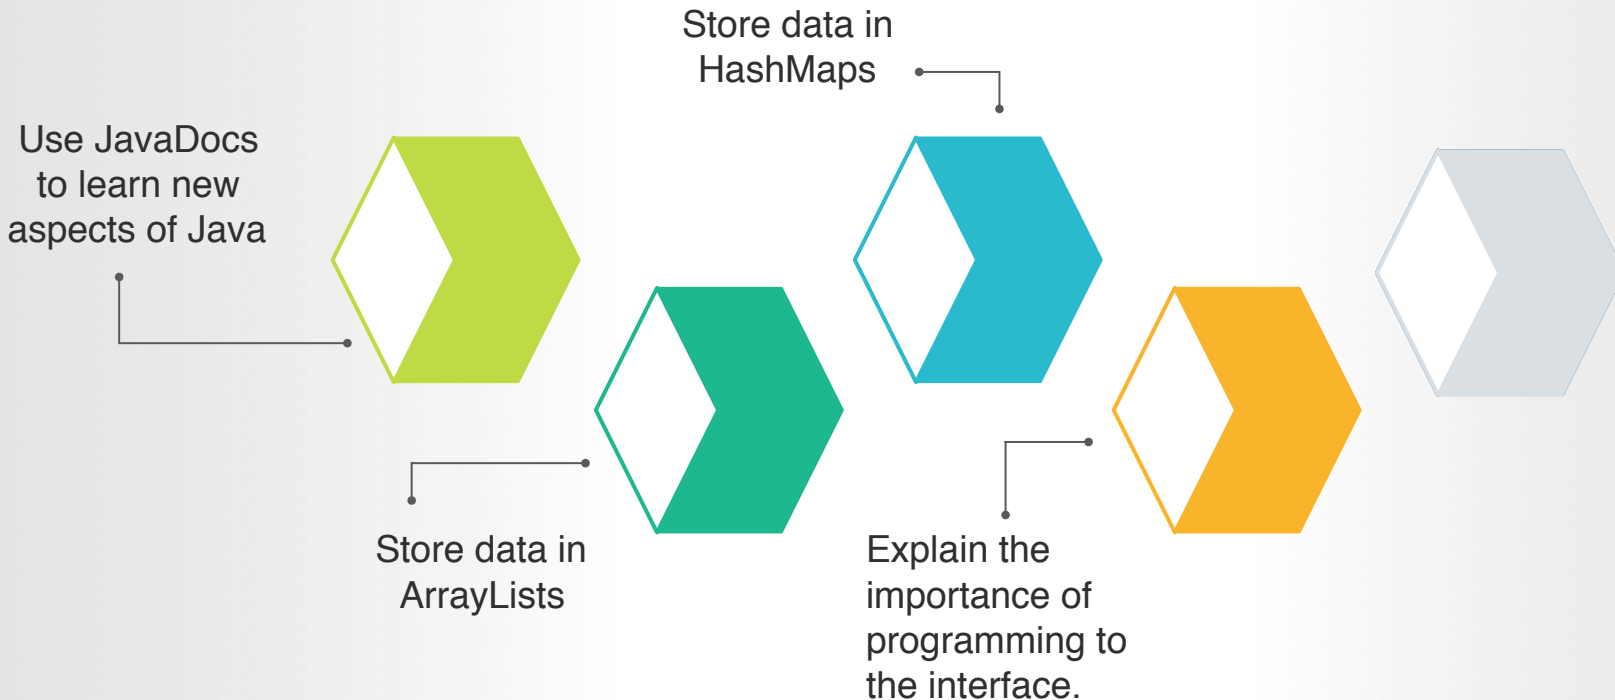 Use JavaDocs
to learn new
aspects of Java
Store data in
ArrayLists
Store data in
HashMaps
Explain the
importance of
programming to
the interface.